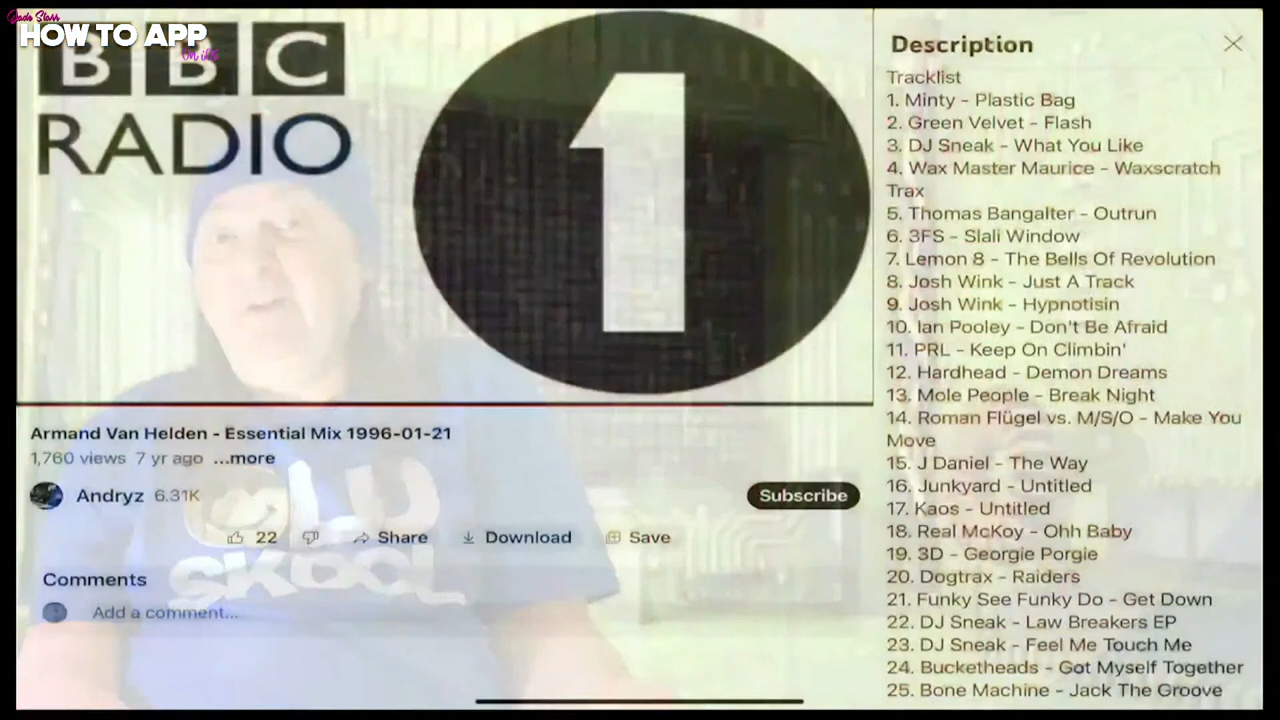 Jade Starr
HOW TO APP
On iOS
BBC
RADIO
1
Armand Van Helden - Essential Mix 1996-01-21
1,760 views 7 yr ago ...more
Andryz 6.31K
Subscribe
22
Share
Download
Save
Comments
Add a comment...
OLD
SKOOL
Description
Tracklist
1. Minty - Plastic Bag
2. Green Velvet - Flash
3. DJ Sneak - What You Like
4. Wax Master Maurice - Waxscratch
Trax
5. Thomas Bangalter - Outrun
6. 3FS - Slali Window
7. Lemon 8 - The Bells Of Revolution
8. Josh Wink - Just A Track
9. Josh Wink - Hypnotisin
10. Ian Pooley - Don't Be Afraid
11. PRL - Keep On Climbin'
12. Hardhead - Demon Dreams
13. Mole People - Break Night
14. Roman Flügel vs. M/S/O - Make You
Move
15. J Daniel - The Way
16. Junkyard - Untitled
17. Kaos - Untitled
18. Real McKoy - Ohh Baby
19. 3D - Georgie Porgie
20. Dogtrax - Raiders
21. Funky See Funky Do - Get Down
22. DJ Sneak - Law Breakers EP
23. DJ Sneak - Feel Me Touch Me
24. Bucketheads - Got Myself Together
25. Bone Machine - Jack The Groove